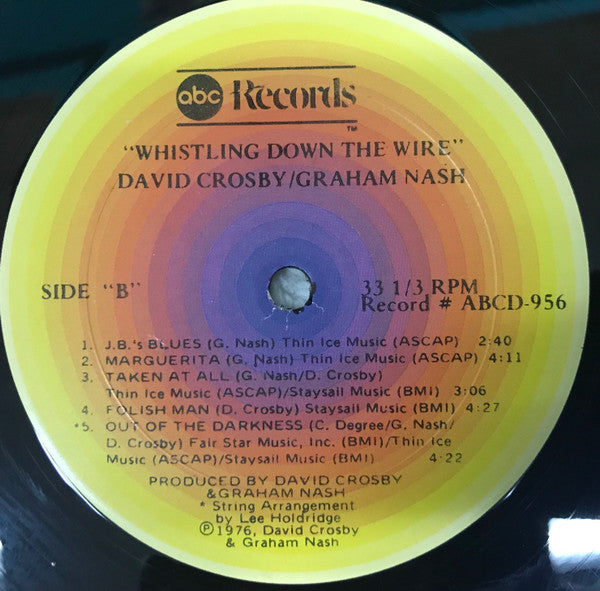 abc Records
TM
"WHISTLING DOWN THE WIRE"
DAVID CROSBY/GRAHAM NASH
SIDE "B"
33 1/3 RPM
Record # ABCD-956
1. J.B.'s BLUES (G. Nash) Thin Ice Music (ASCAP) 2:40
2. MARGUERITA (G. Nash) Thin Ice Music (ASCAP) 4:11
3. TAKEN AT ALL (G. Nash/D. Crosby)
Thin Ice Music (ASCAP)/Staysail Music (BMI) 3:06
4. FOLISH MAN (D. Crosby) Staysail Music (BMI) 4:27
*5. OUT OF THE DARKNESS (C. Degree/G. Nash/
D. Crosby) Fair Star Music, Inc. (BMI)/Thin Ice
Music (ASCAP)/Staysail Music (BMI) 4:22
PRODUCED BY DAVID CROSBY
& GRAHAM NASH
* String Arrangement
by Lee Holdridge
℗1976, David Crosby
& Graham Nash